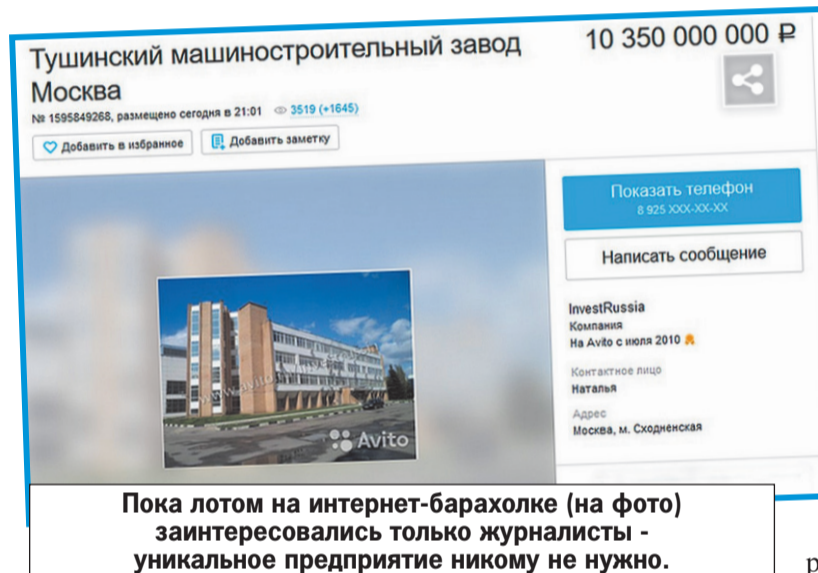 Тушинский машиностроительный завод
Москва
10 350 000 000 ₽
№ 1595849268, размещено сегодня в 21:01 3519 (+1645)
Добавить в избранное
Добавить заметку
Показать телефон
8 925 XXX-XX-XX
Написать сообщение
InvestRussia
Компания
На Avito с июля 2010
Контактное лицо
Наталья
Адрес
Москва, м. Сходненская
Avito
Пока лотом на интернет-барахолке (на фото)
заинтересовались только журналисты -
уникальное предприятие никому не нужно.
р